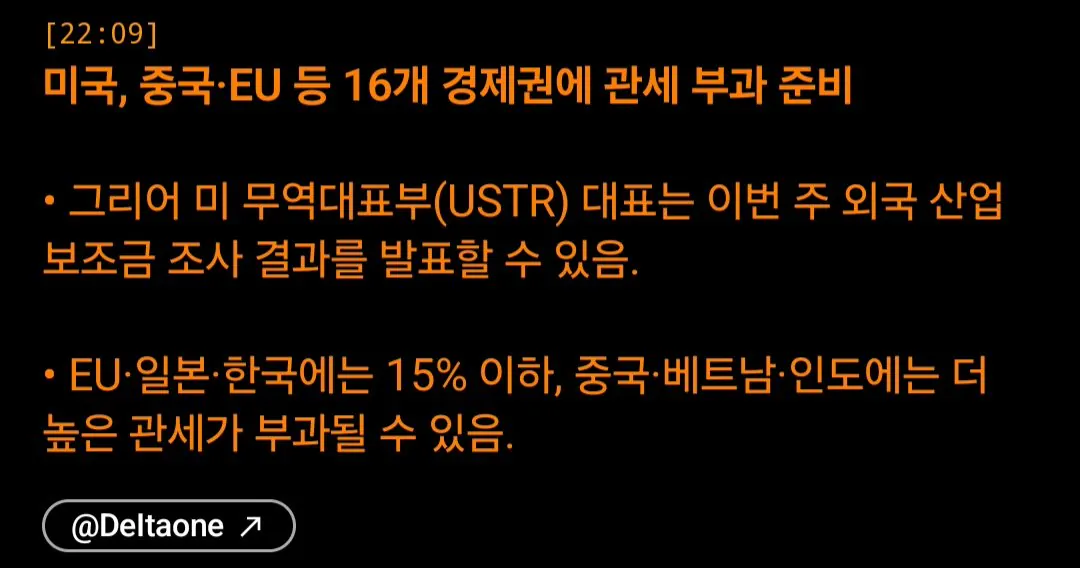 [22:09]
미국, 중국·EU 등 16개 경제권에 관세 부과 준비
• 그리어 미 무역대표부(USTR) 대표는 이번 주 외국 산업
보조금 조사 결과를 발표할 수 있음.
• EU·일본·한국에는 15% 이하, 중국·베트남·인도에는 더
높은 관세가 부과될 수 있음.
@Deltaone ↗